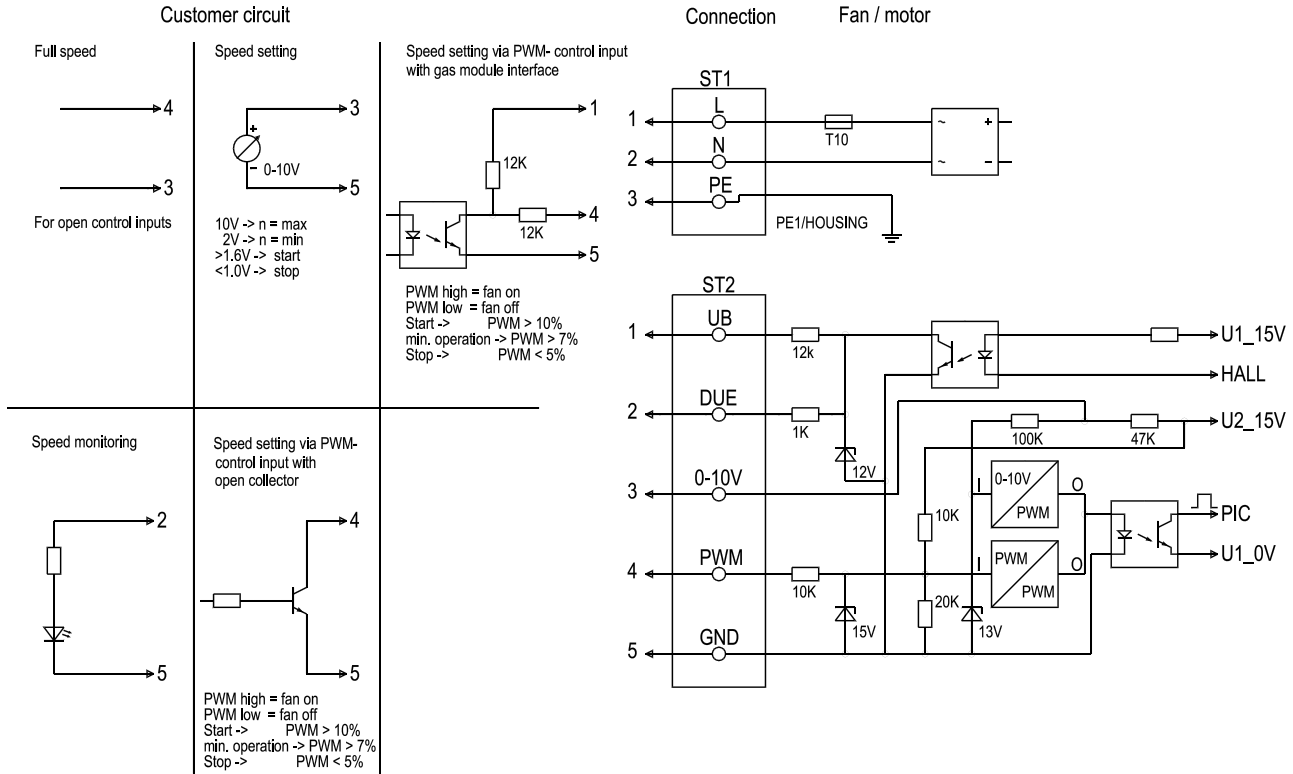 Customer circuit
Connection
Fan / motor
Full speed
4
3
For open control inputs
Speed setting
3
+
–
0-10V
5
10V -> n = max
2V -> n = min
>1.6V -> start
<1.0V -> stop
Speed setting via PWM- control input
with gas module interface
1
12K
4
12K
5
PWM high = fan on
PWM low = fan off
Start -> PWM > 10%
min. operation -> PWM > 7%
Stop -> PWM < 5%
Speed monitoring
2
5
Speed setting via PWM-
control input with
open collector
4
5
PWM high = fan on
PWM low = fan off
Start -> PWM > 10%
min. operation -> PWM > 7%
Stop -> PWM < 5%
ST1
1 L
T10
~ +
2 N
~ –
3 PE
PE1/HOUSING
ST2
1 UB
12k
U1_15V
HALL
2 DUE
1K
12V
100K
47K
U2_15V
3 0-10V
I 0-10V
PWM O
10K
PIC
U1_0V
4 PWM
10K
I PWM
PWM O
20K
15V
13V
5 GND